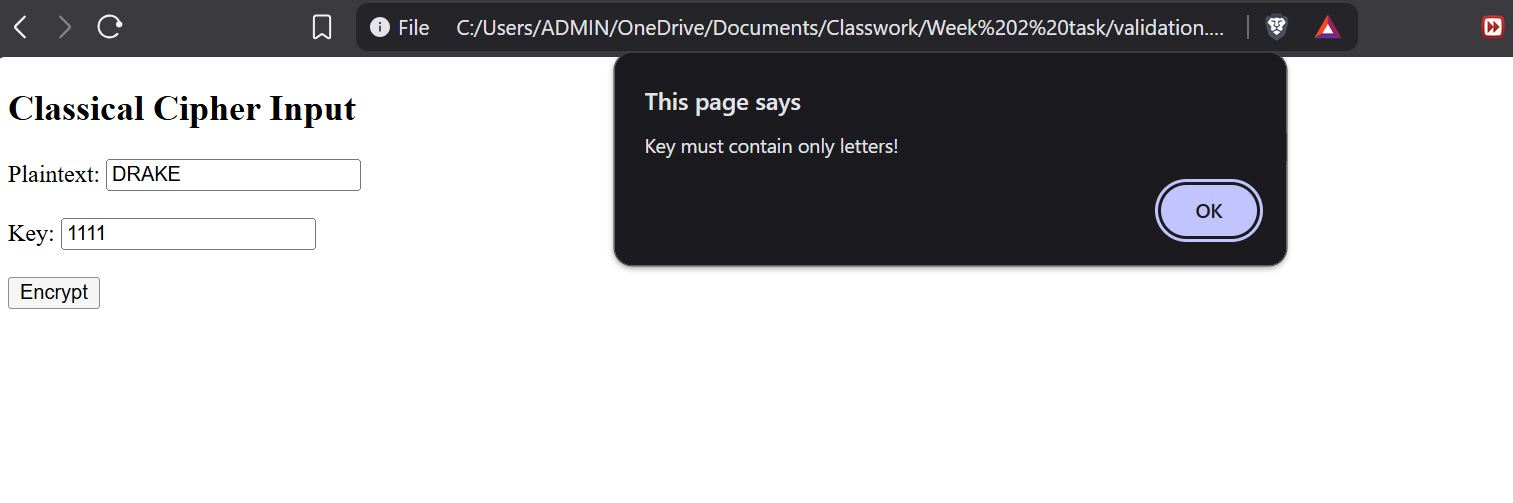 File C:/Users/ADMIN/OneDrive/Documents/Classwork/Week%202%20task/validation....
This page says
Key must contain only letters!
OK
Classical Cipher Input
Plaintext: DRAKE
Key: 1111
Encrypt